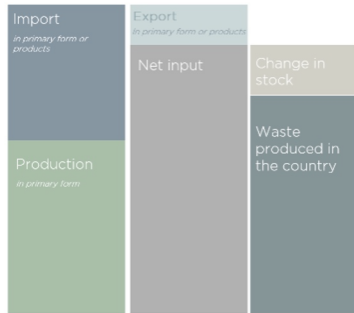 Import
in primary form or
products
Production
in primary form
Export
in primary form or products
Net input
Change in
stock
Waste
produced in
the country